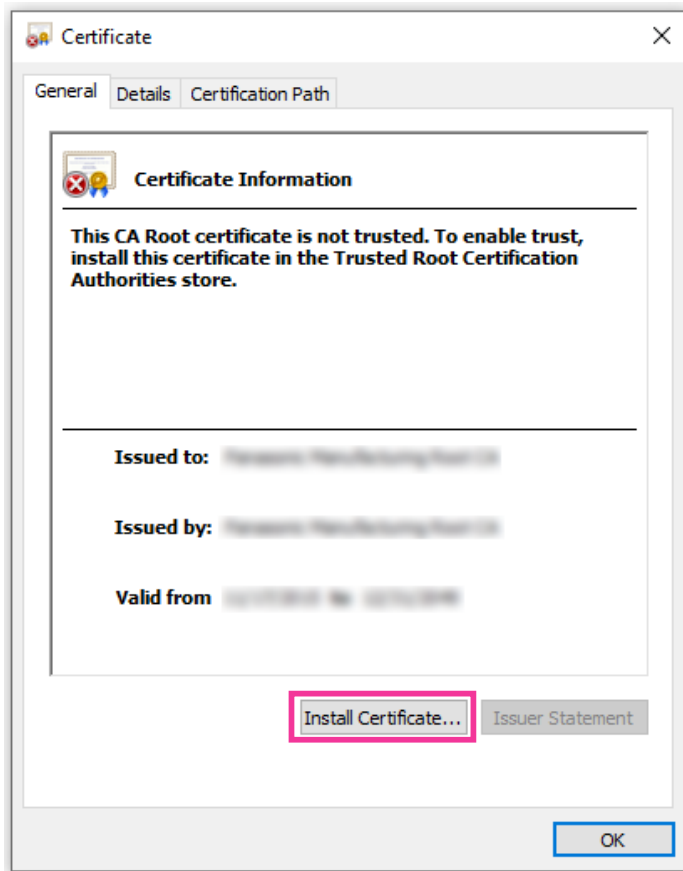 Certificate
General Details Certification Path
Certificate Information
This CA Root certificate is not trusted. To enable trust,
install this certificate in the Trusted Root Certification
Authorities store.
Issued to:
Issued by:
Valid from
Install Certificate... Issuer Statement
OK